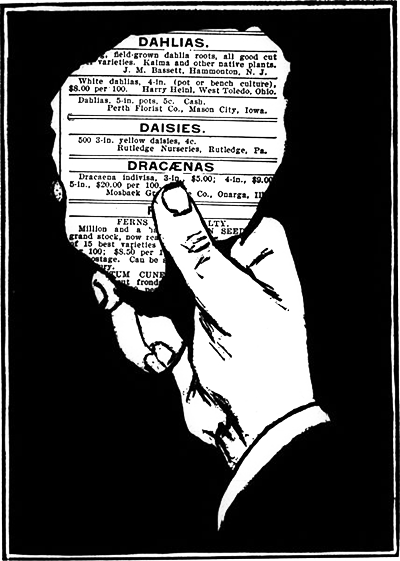 DAHLIAS.
field-grown dahlia roots, all good cut
varieties. Kalma and other native plants.
J. M. Bassett, Hammonton, N. J.
White dahlias, 4-in. (pot or bench culture),
$8.00 per 100. Harry Heinl, West Toledo, Ohio.
Dahlias, 5-in. pots, 5c. Cash.
Perth Florist Co., Mason City, Iowa.
DAISIES.
500 3-in. yellow daisies, 4c.
Rutledge Nurseries, Rutledge, Pa.
DRACÆNAS
Dracaena indivisa, 3-in., $5.00; 4-in., $9.00
5-in., $20.00 per 100.
Mosbaek Co., Onarga,
FERNS
Million and a SEED
grand stock, now
of 15 best varieties
100; $8.50 per
Can be
CUNE
frond